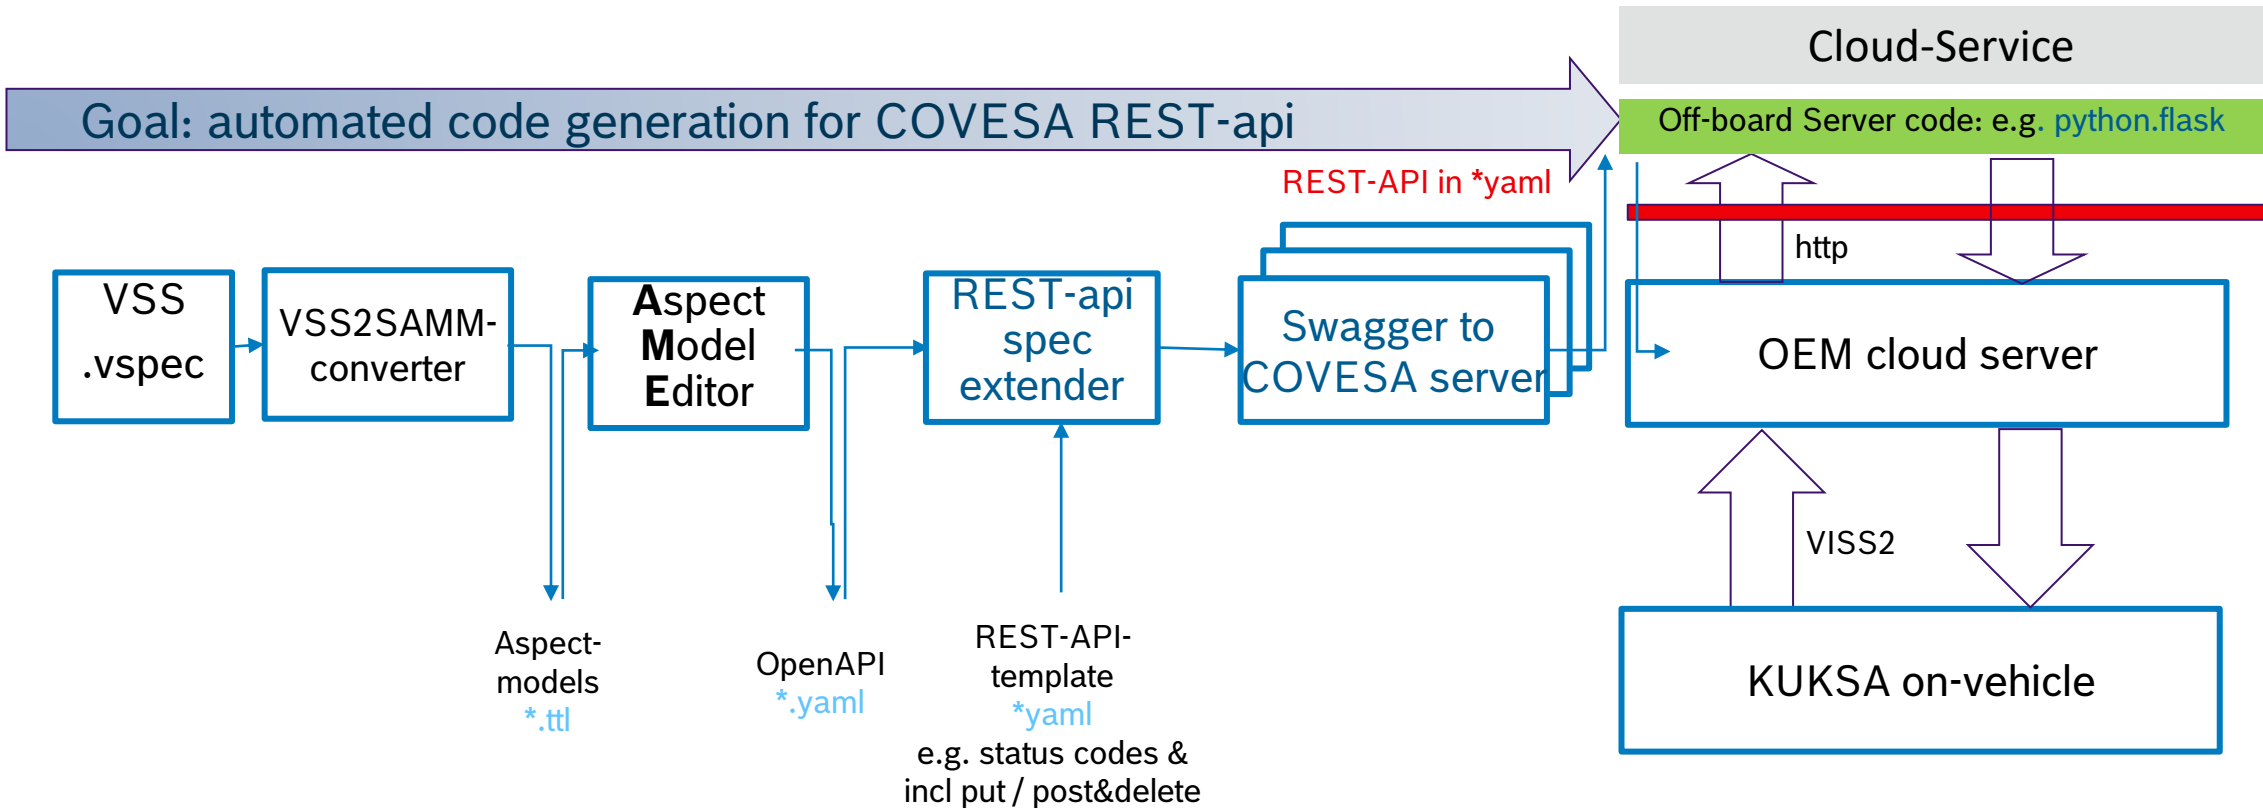 Cloud-Service
Goal: automated code generation for COVESA REST-api
Off-board Server code: e.g. python.flask
REST-API in *yaml
http
VSS
.vspec
VSS2SAMM-
converter
Aspect
Model
Editor
REST-api
spec
extender
Swagger to
COVESA server
OEM cloud server
VISS2
Aspect-
models
*.ttl
OpenAPI
*.yaml
REST-API-
template
*yaml
e.g. status codes &
incl put / post&delete
KUKSA on-vehicle